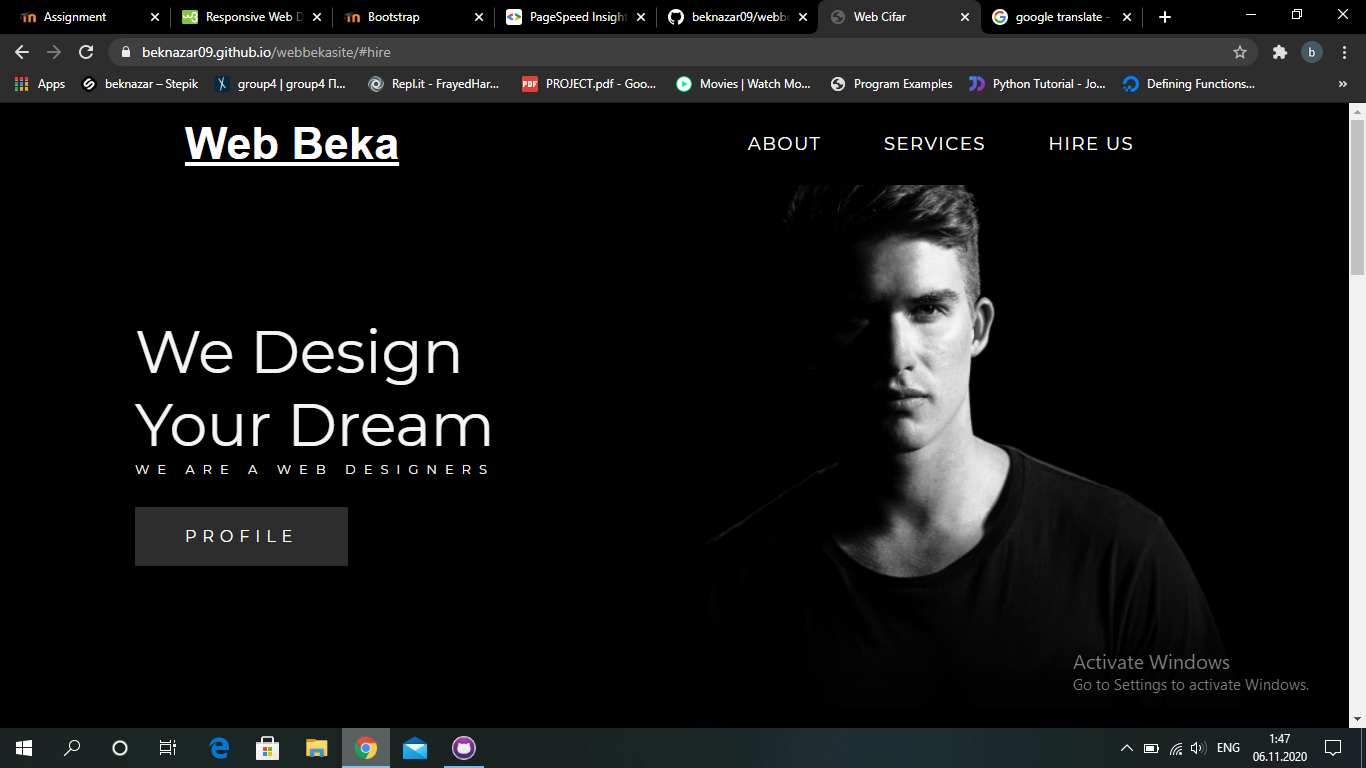 Assignment
Responsive Web D
Bootstrap
PageSpeed Insight
beknazar09/webbe
Web Cifar
google translate -
beknazar09.github.io/webbekasite/#hire
b
Apps
beknazar – Stepik
group4 | group4 П...
Repl.it - FrayedHar...
PDF
PROJECT.pdf - Goo...
Movies | Watch Mo...
Program Examples
Python Tutorial - Jo...
Defining Functions...
»
Web Beka
ABOUT
SERVICES
HIRE US
We Design
Your Dream
WE ARE A WEB DESIGNERS
PROFILE
Activate Windows
Go to Settings to activate Windows.
ENG
1:47
06.11.2020